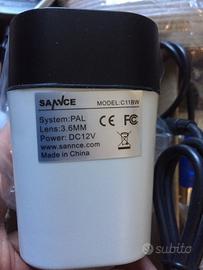 SANNCE MODEL:C11BW
System:PAL
Lens:3.6MM
Power:DC12V
www.sannce.com
Made in China
CE FC
subito